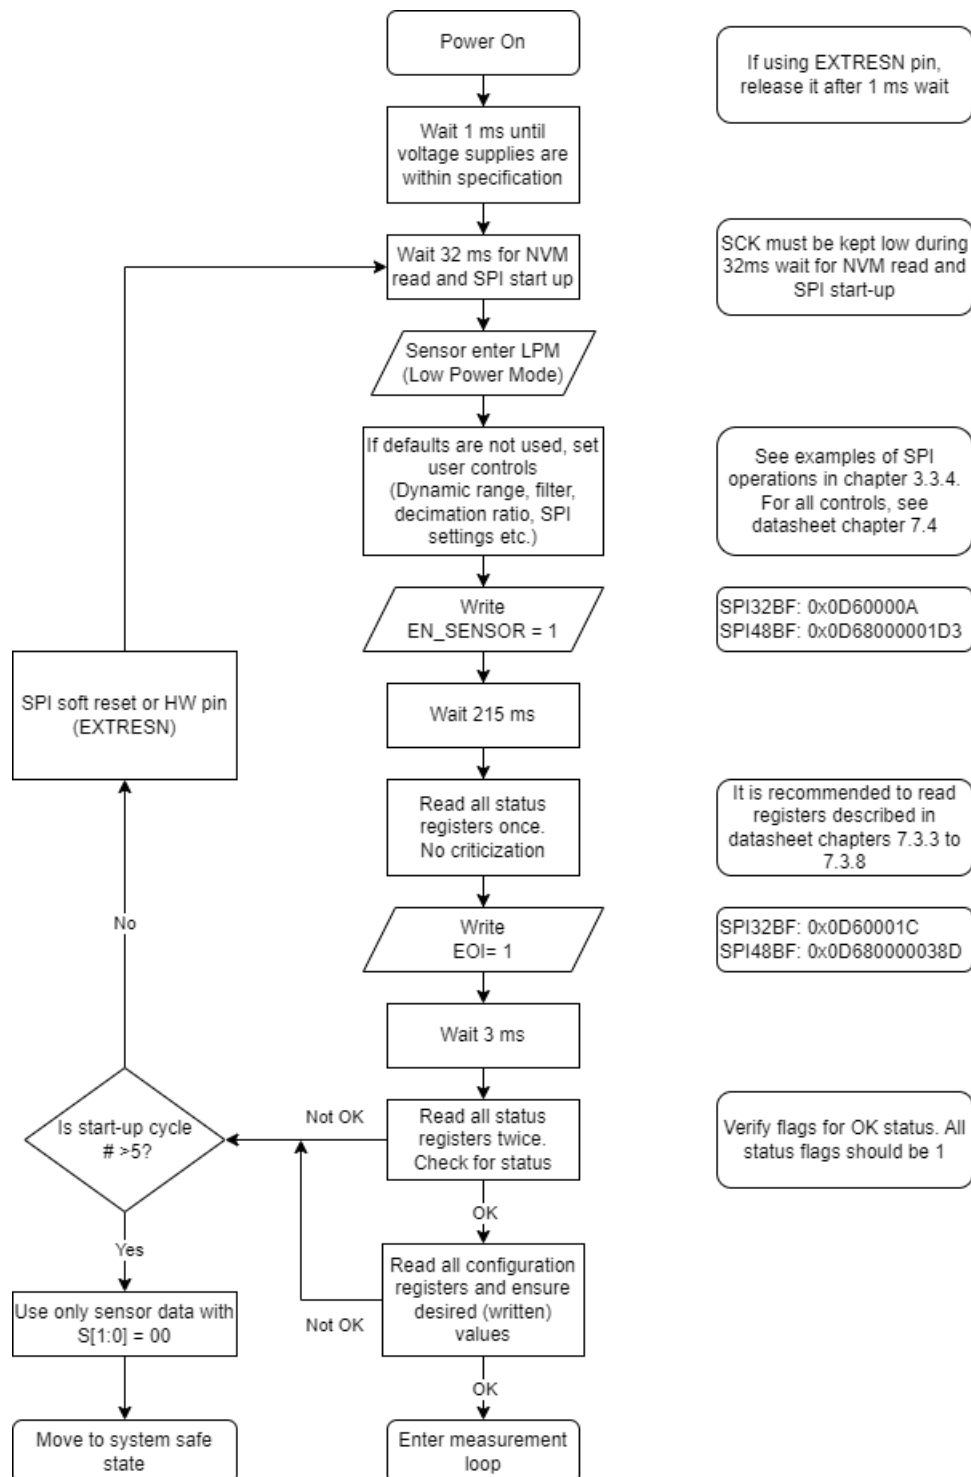 Power On
If using EXTRESN pin,
release it after 1 ms wait
Wait 1 ms until
voltage supplies are
within specification
Wait 32 ms for NVM
read and SPI start up
SCK must be kept low during
32ms wait for NVM read and
SPI start-up
Sensor enter LPM
(Low Power Mode)
If defaults are not used, set
user controls
(Dynamic range, filter,
decimation ratio, SPI
settings etc.)
See examples of SPI
operations in chapter 3.3.4.
For all controls, see
datasheet chapter 7.4
Write
EN_SENSOR = 1
SPI32BF: 0x0D60000A
SPI48BF: 0x0D68000001D3
SPI soft reset or HW pin
(EXTRESN)
Wait 215 ms
Read all status
registers once.
No criticization
It is recommended to read
registers described in
datasheet chapters 7.3.3 to
7.3.8
No
Write
EOI= 1
SPI32BF: 0x0D60001C
SPI48BF: 0x0D680000038D
Wait 3 ms
Is start-up cycle
# >5?
Not OK
Read all status
registers twice.
Check for status
Verify flags for OK status. All
status flags should be 1
OK
Yes
Read all configuration
registers and ensure
desired (written)
values
Not OK
Use only sensor data with
S[1:0] = 00
OK
Move to system safe
state
Enter measurement
loop